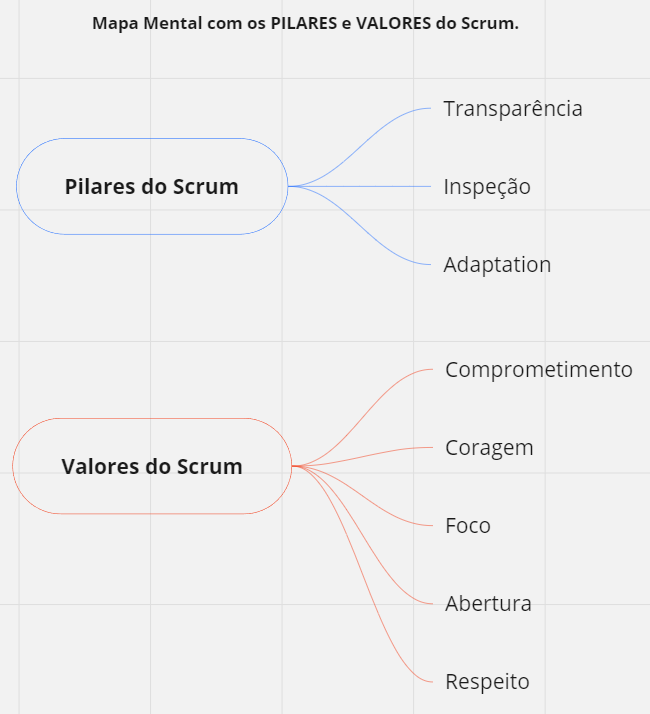 Mapa Mental com os PILARES e VALORES do Scrum.
Pilares do Scrum
Transparência
Inspeção
Adaptation
Valores do Scrum
Comprometimento
Coragem
Foco
Abertura
Respeito